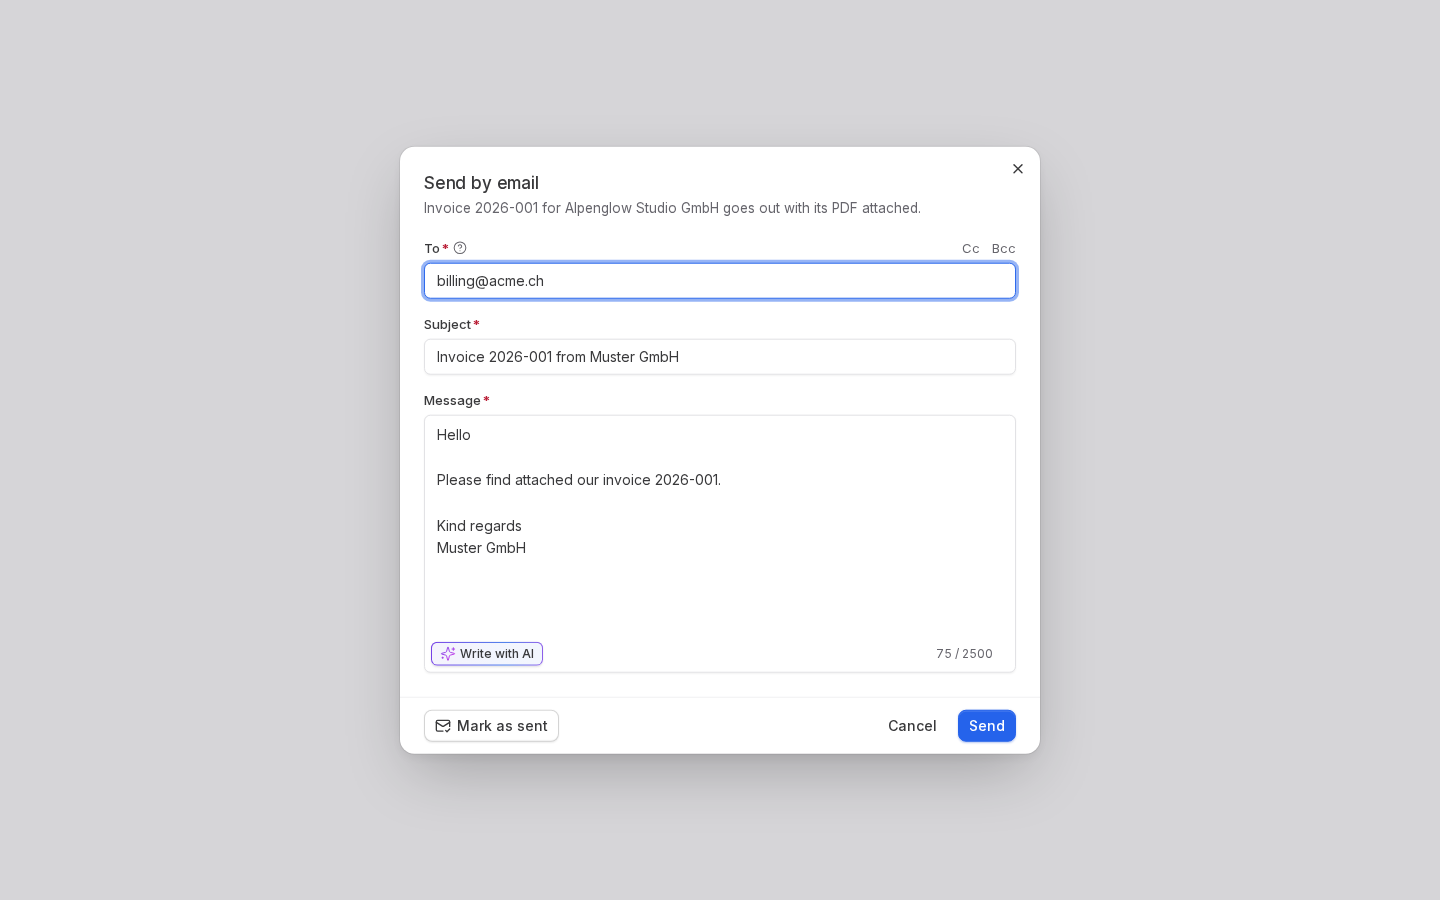 Send by email
Invoice 2026-001 for Alpenglow Studio GmbH goes out with its PDF attached.
To * Cc Bcc
billing@acme.ch
Subject *
Invoice 2026-001 from Muster GmbH
Message *
Hello
Please find attached our invoice 2026-001.
Kind regards
Muster GmbH
Write with AI 75 / 2500
Mark as sent Cancel Send